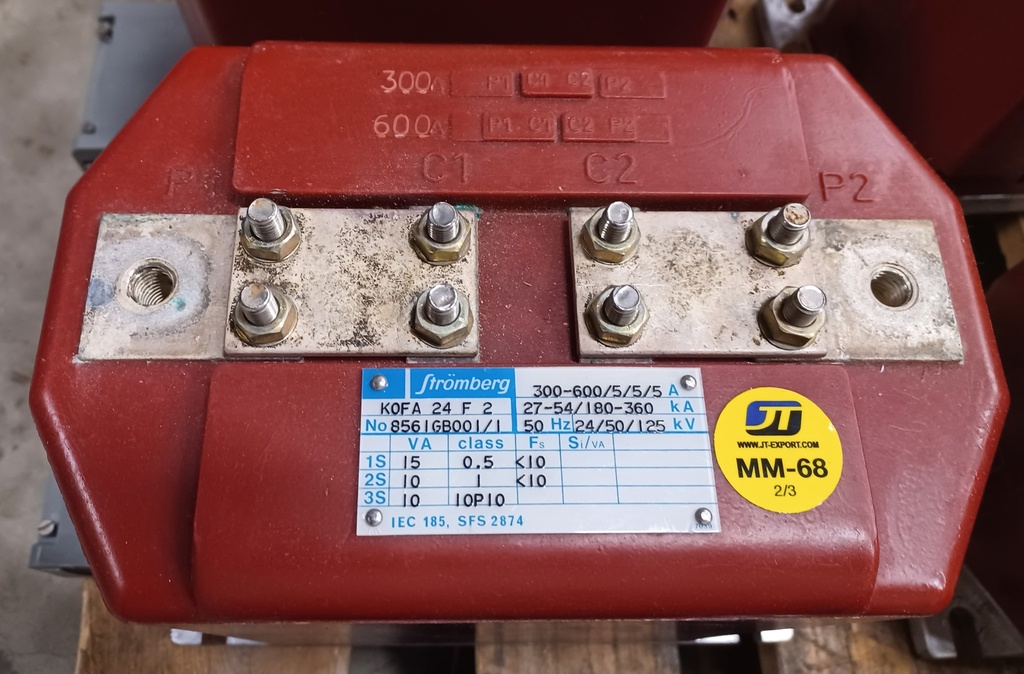 300A P1 C1 C2 P2
600A P1 C1 C2 P2
C1 C2
P2
Strömberg 300-600/5/5/5 A
KOFA 24 F 2 27-54/180-360 kA
No 8561GB001/1 50 Hz 24/50/125 kV
VA class Fs Si/VA
1S 15 0.5 <10
2S 10 1 <10
3S 10 10P10
IEC 185, SFS 2874
JT
WWW.JT-EXPORT.COM
MM-68
2/3